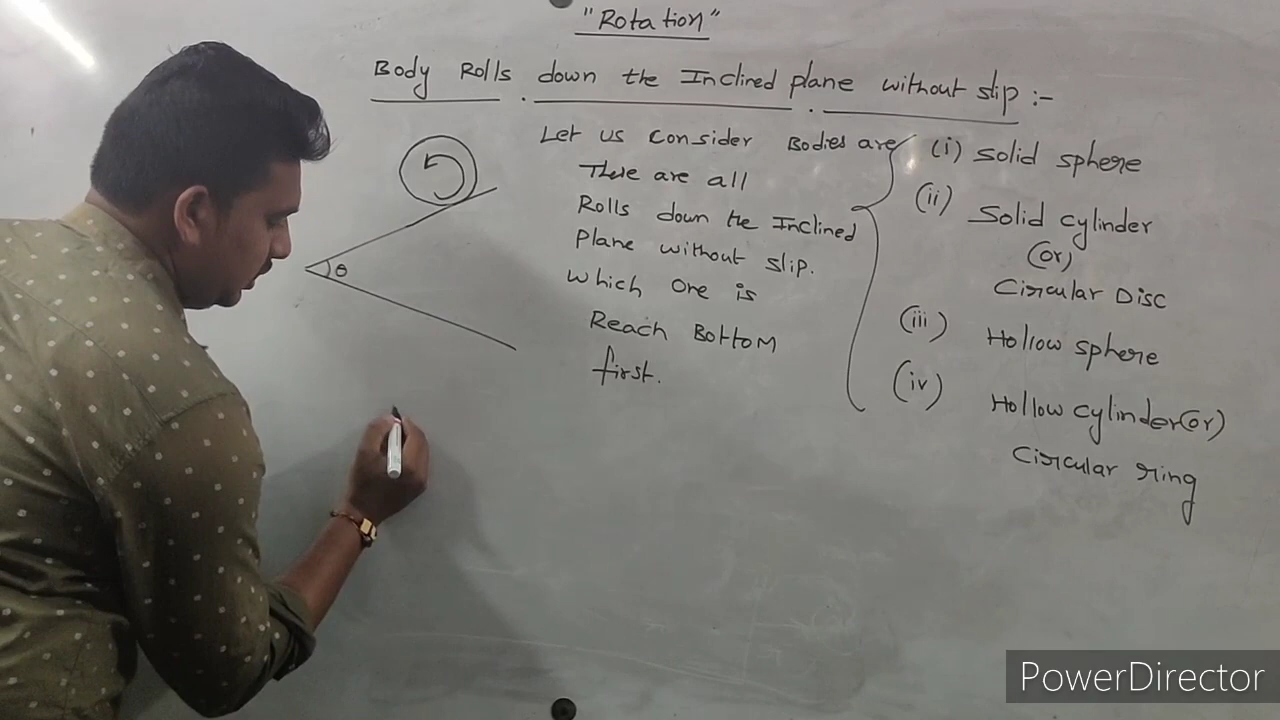 "Rotation"
Body Rolls down the Inclined plane without slip :-
Let us Consider Bodies are
There are all
Rolls down the Inclined
plane without slip.
which one is
Reach Bottom
first.
(i) Solid sphere
(ii) Solid cylinder
(or)
Circular Disc
(iii) Hollow sphere
(iv) Hollow cylinder (or)
Circular ring
θ
PowerDirector